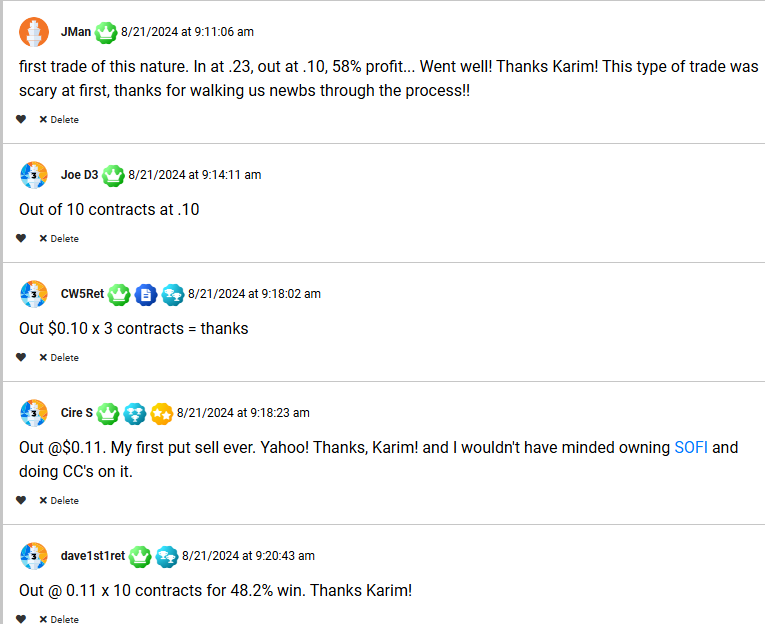 JMan 8/21/2024 at 9:11:06 am
first trade of this nature. In at .23, out at .10, 58% profit... Went well! Thanks Karim! This type of trade was
scary at first, thanks for walking us newbs through the process!!
Delete
3
Joe D3 8/21/2024 at 9:14:11 am
Out of 10 contracts at .10
Delete
3
CW5Ret 8/21/2024 at 9:18:02 am
Out $0.10 x 3 contracts = thanks
Delete
3
Cire S 8/21/2024 at 9:18:23 am
Out @$0.11. My first put sell ever. Yahoo! Thanks, Karim! and I wouldn't have minded owning SOFI and
doing CC's on it.
Delete
3
dave1st1ret 8/21/2024 at 9:20:43 am
Out @ 0.11 x 10 contracts for 48.2% win. Thanks Karim!
Delete